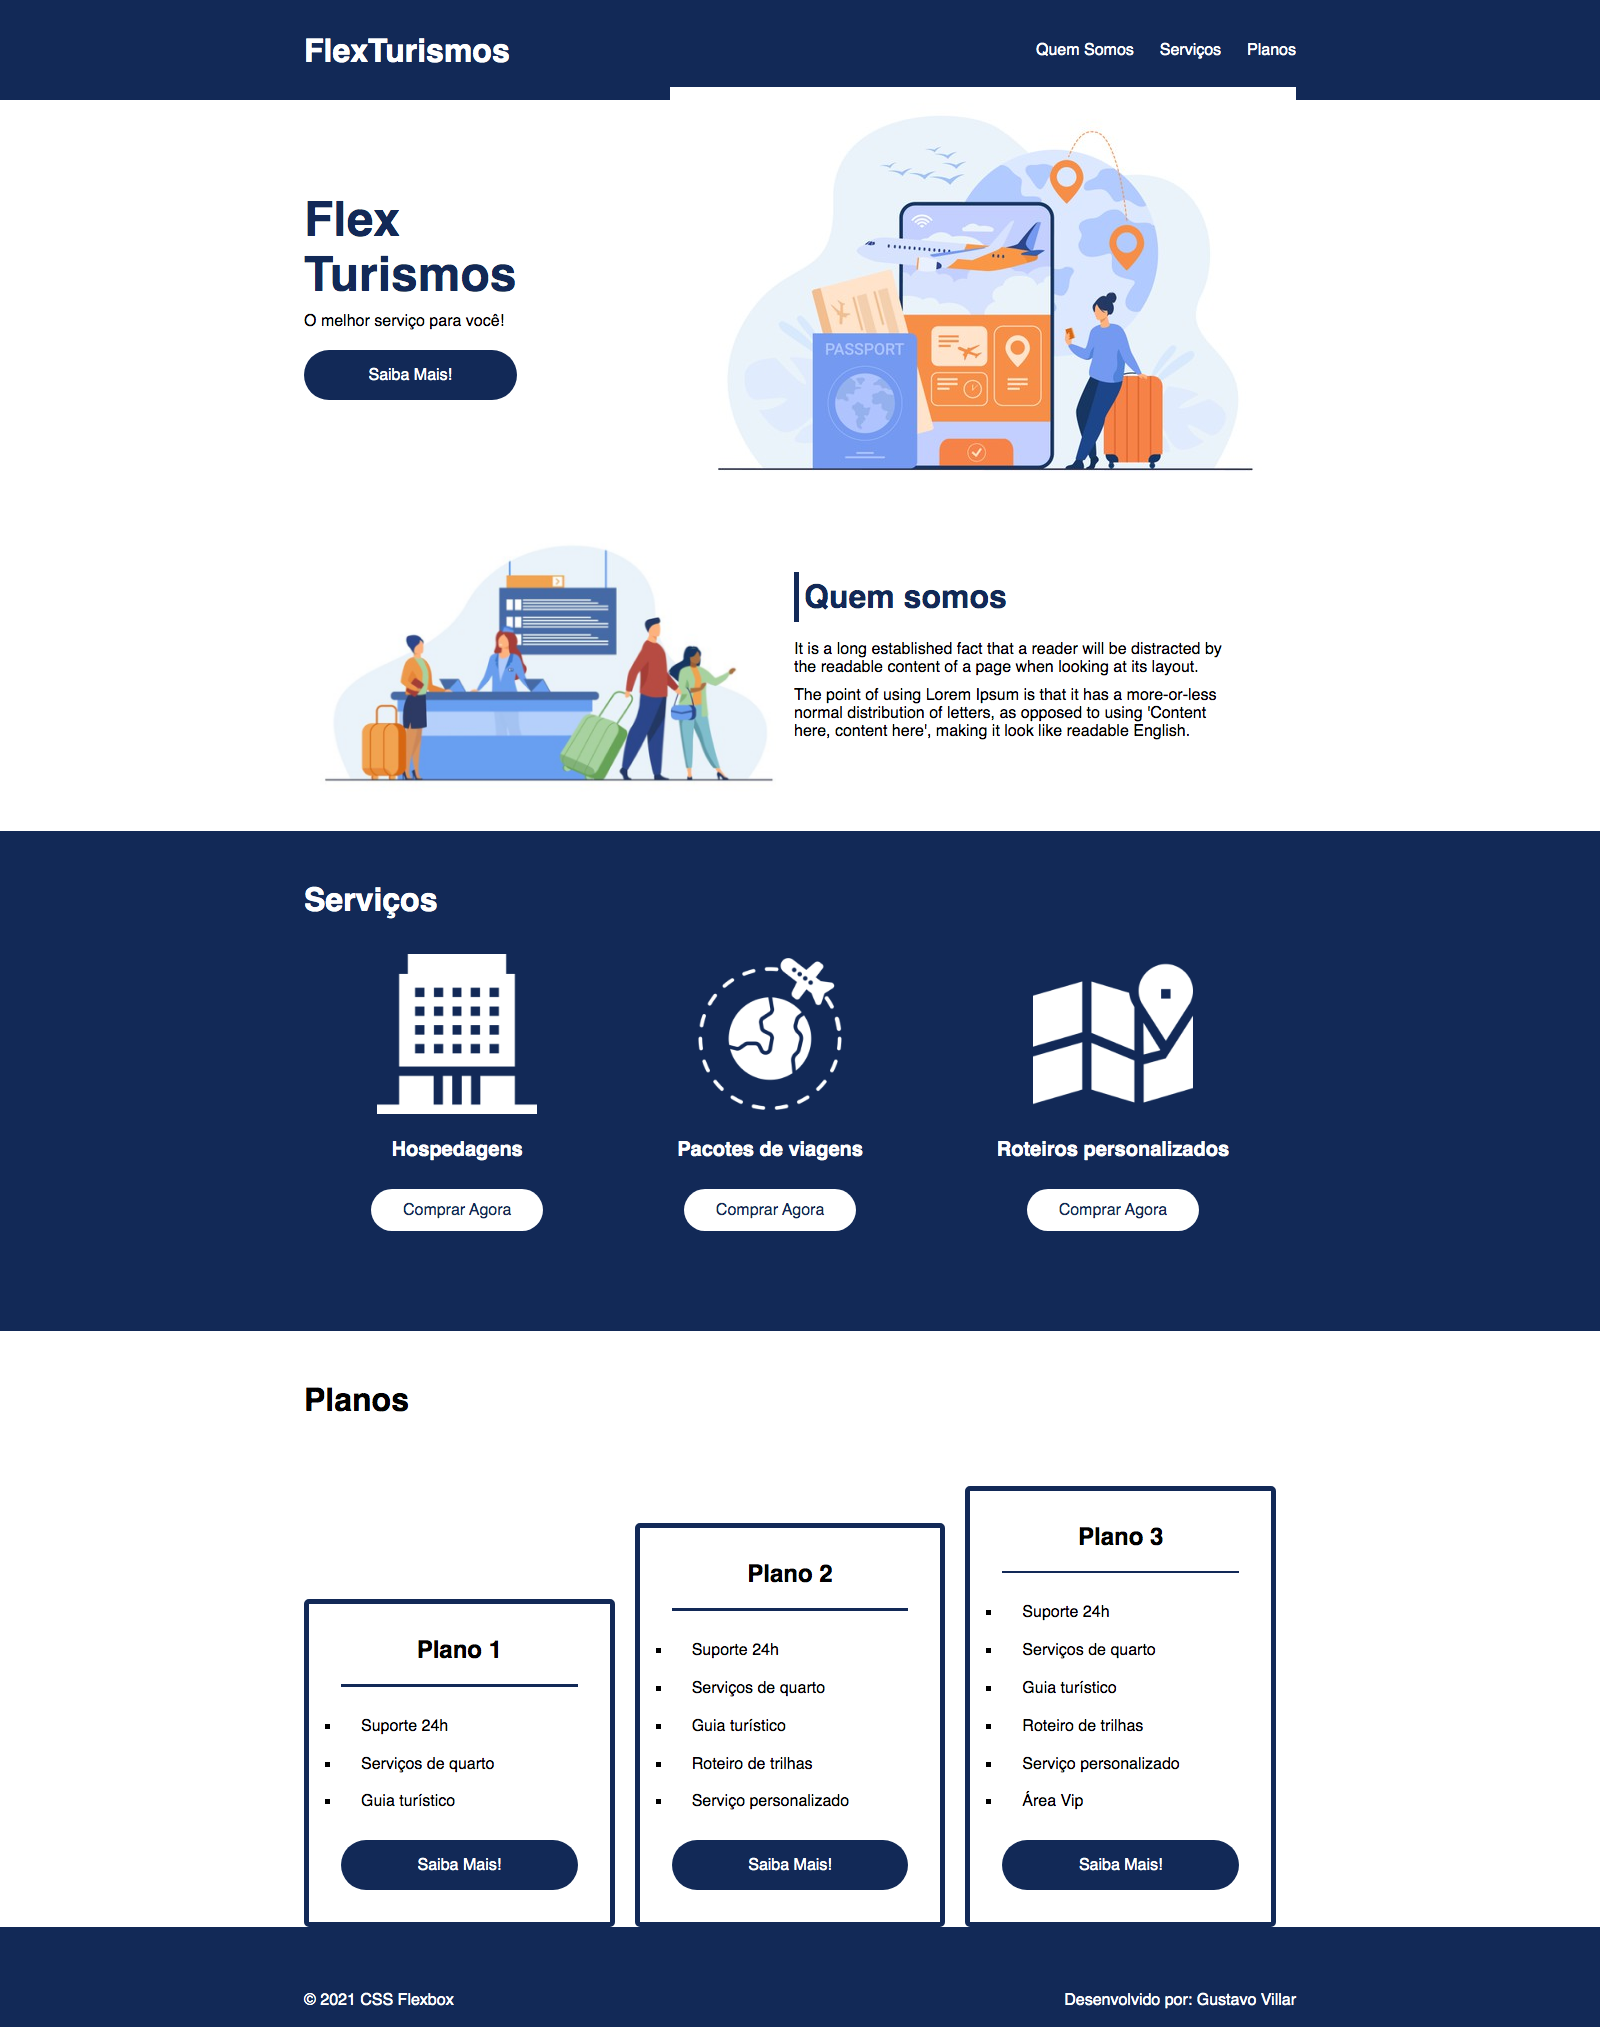 FlexTurismos
Quem Somos Serviços Planos
Flex
Turismos
O melhor serviço para você!
Saiba Mais!
PASSPORT
Quem somos
It is a long established fact that a reader will be distracted by
the readable content of a page when looking at its layout.
The point of using Lorem Ipsum is that it has a more-or-less
normal distribution of letters, as opposed to using 'Content
here, content here', making it look like readable English.
Serviços
Hospedagens
Comprar Agora
Pacotes de viagens
Comprar Agora
Roteiros personalizados
Comprar Agora
Planos
Plano 1
Suporte 24h
Serviços de quarto
Guia turístico
Saiba Mais!
Plano 2
Suporte 24h
Serviços de quarto
Guia turístico
Roteiro de trilhas
Serviço personalizado
Saiba Mais!
Plano 3
Suporte 24h
Serviços de quarto
Guia turístico
Roteiro de trilhas
Serviço personalizado
Área Vip
Saiba Mais!
© 2021 CSS Flexbox
Desenvolvido por: Gustavo Villar